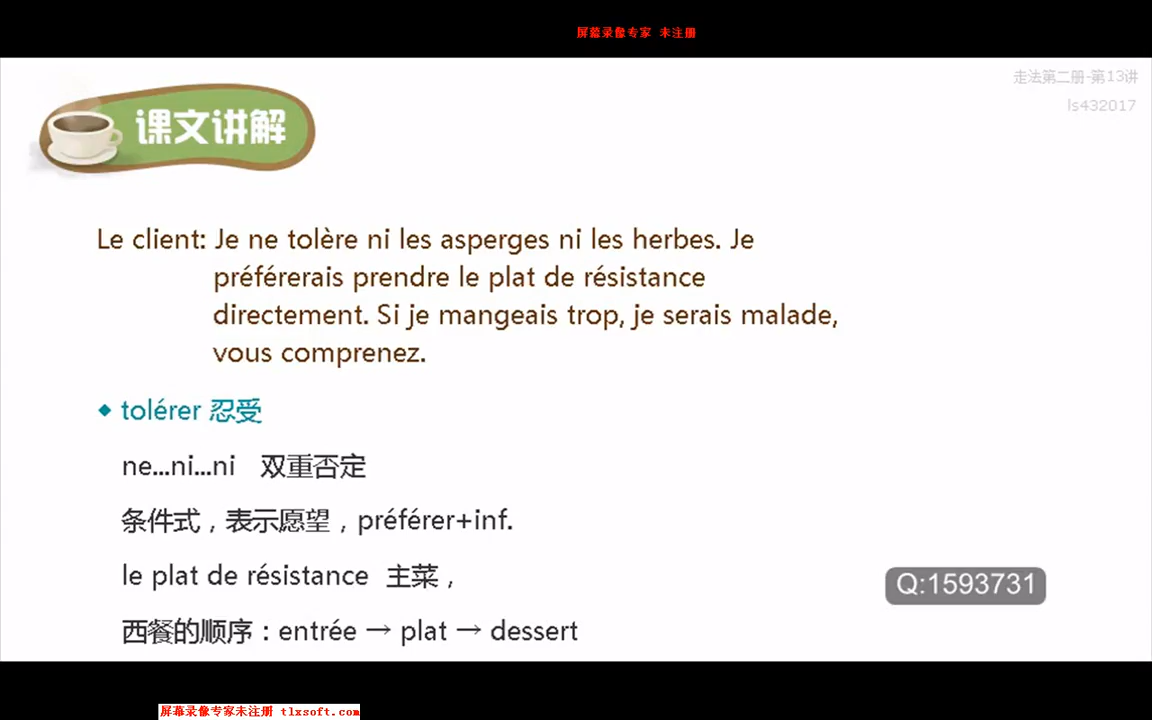 屏幕录像专家 未注册
走法第二册-第13讲
ls432017
课文讲解
Le client: Je ne tolère ni les asperges ni les herbes. Je
préférerais prendre le plat de résistance
directement. Si je mangeais trop, je serais malade,
vous comprenez.
tolérer 忍受
ne...ni...ni 双重否定
条件式，表示愿望，préférer+inf.
le plat de résistance 主菜，
Q:1593731
西餐的顺序：entrée → plat → dessert
屏幕录像专家未注册 tlxsoft.com